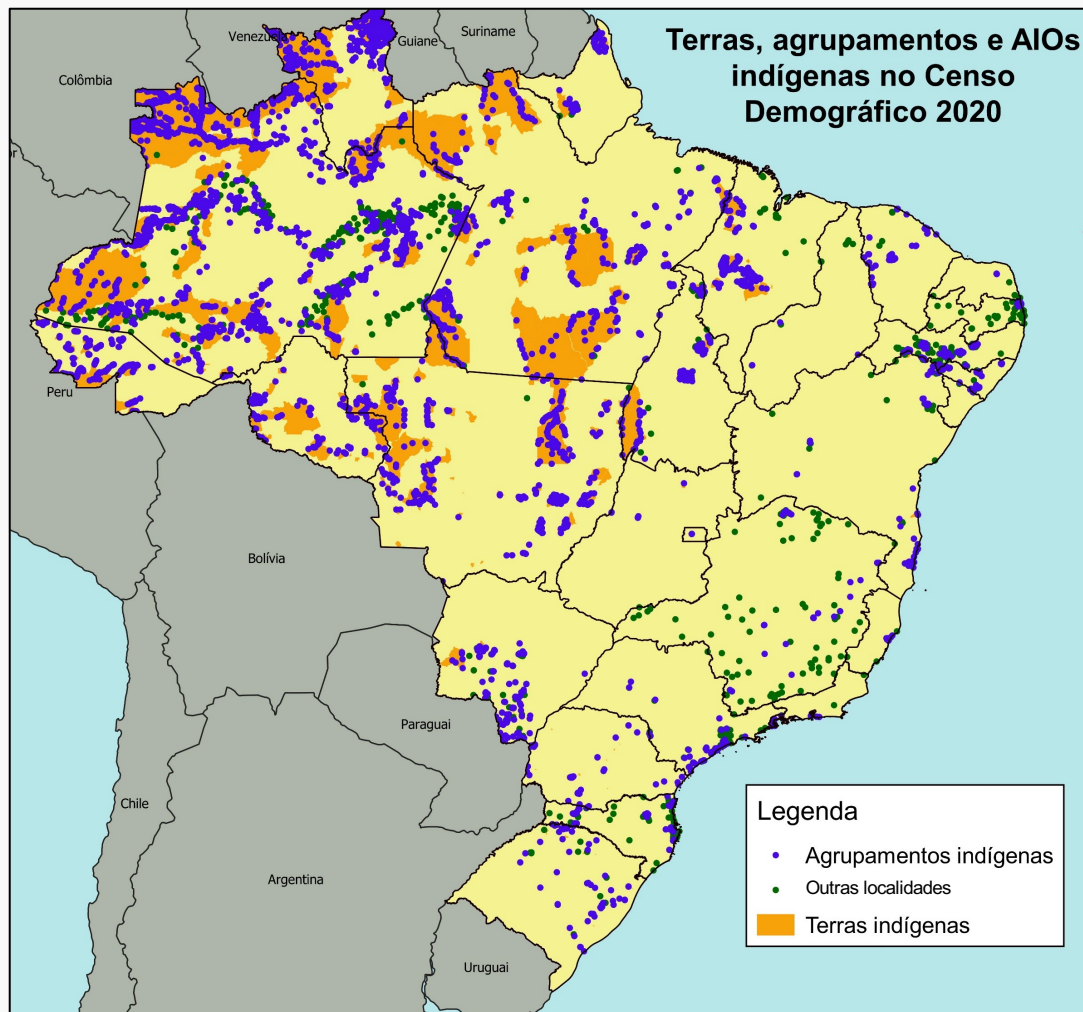 Terras, agrupamentos e AIOs
indígenas no Censo
Demográfico 2020
Venezuela
Guiane
Suriname
Colômbia
or
Peru
Bolívia
Paraguai
Chile
Argentina
Uruguai
Legenda
Agrupamentos indígenas
Outras localidades
Terras indígenas